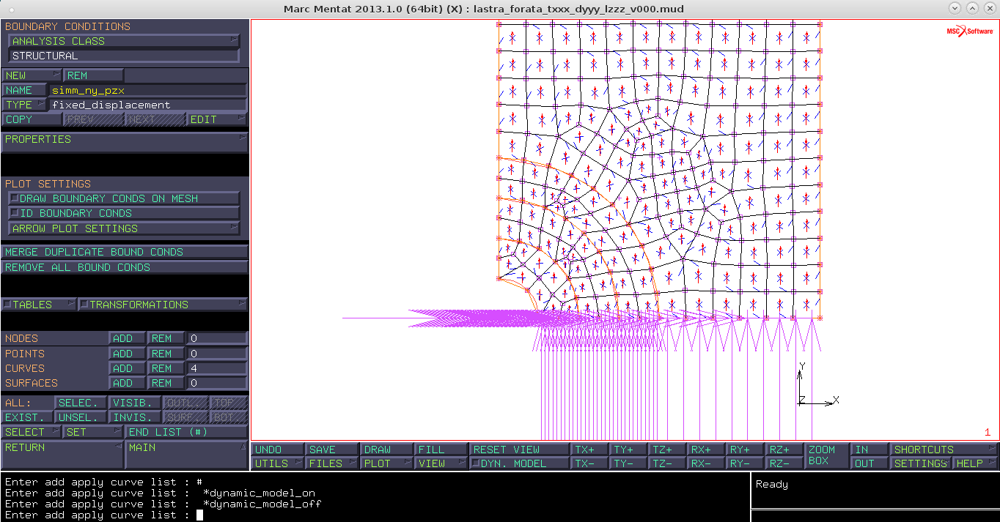 Marc Mentat 2013.1.0 (64bit) (X) : lastra_forata_txxx_dyyy_lzzz_v000.mud
BOUNDARY CONDITIONS
ANALYSIS CLASS
STRUCTURAL
NEW REM
NAME simm_ny_pzx
TYPE fixed_displacement
COPY PREV NEXT EDIT
PROPERTIES
PLOT SETTINGS
DRAW BOUNDARY CONDS ON MESH
ID BOUNDARY CONDS
ARROW PLOT SETTINGS
MERGE DUPLICATE BOUND CONDS
REMOVE ALL BOUND CONDS
TABLES TRANSFORMATIONS
NODES ADD REM 0
POINTS ADD REM 0
CURVES ADD REM 4
SURFACES ADD REM 0
ALL: SELEC. VISIB. OUTL. TOP
EXIST. UNSEL. INVIS. SURF. BOT.
SELECT SET END LIST (#)
RETURN MAIN
MSC Software
Y
Z X
1
UNDO SAVE DRAW FILL RESET VIEW TX+ TY+ TZ+ RX+ RY+ RZ+ ZOOM BOX IN SHORTCUTS
UTILS FILES PLOT VIEW DYN. MODEL TX- TY- TZ- RX- RY- RZ- OUT SETTINGS HELP
Enter add apply curve list : #
Enter add apply curve list : *dynamic_model_on
Enter add apply curve list : *dynamic_model_off
Enter add apply curve list :
Ready